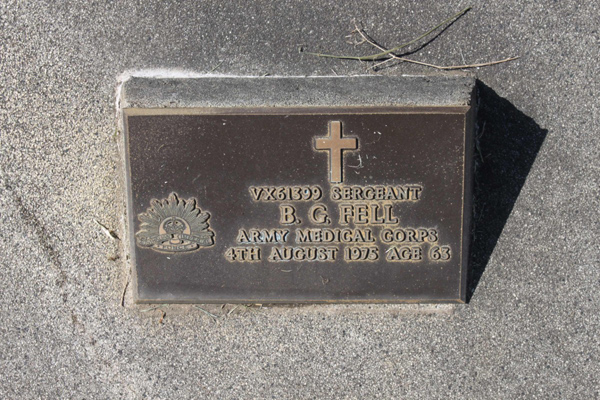 VX61399 SERGEANT
B. G. FELL
ARMY MEDICAL CORPS
4TH AUGUST 1975 AGE 63